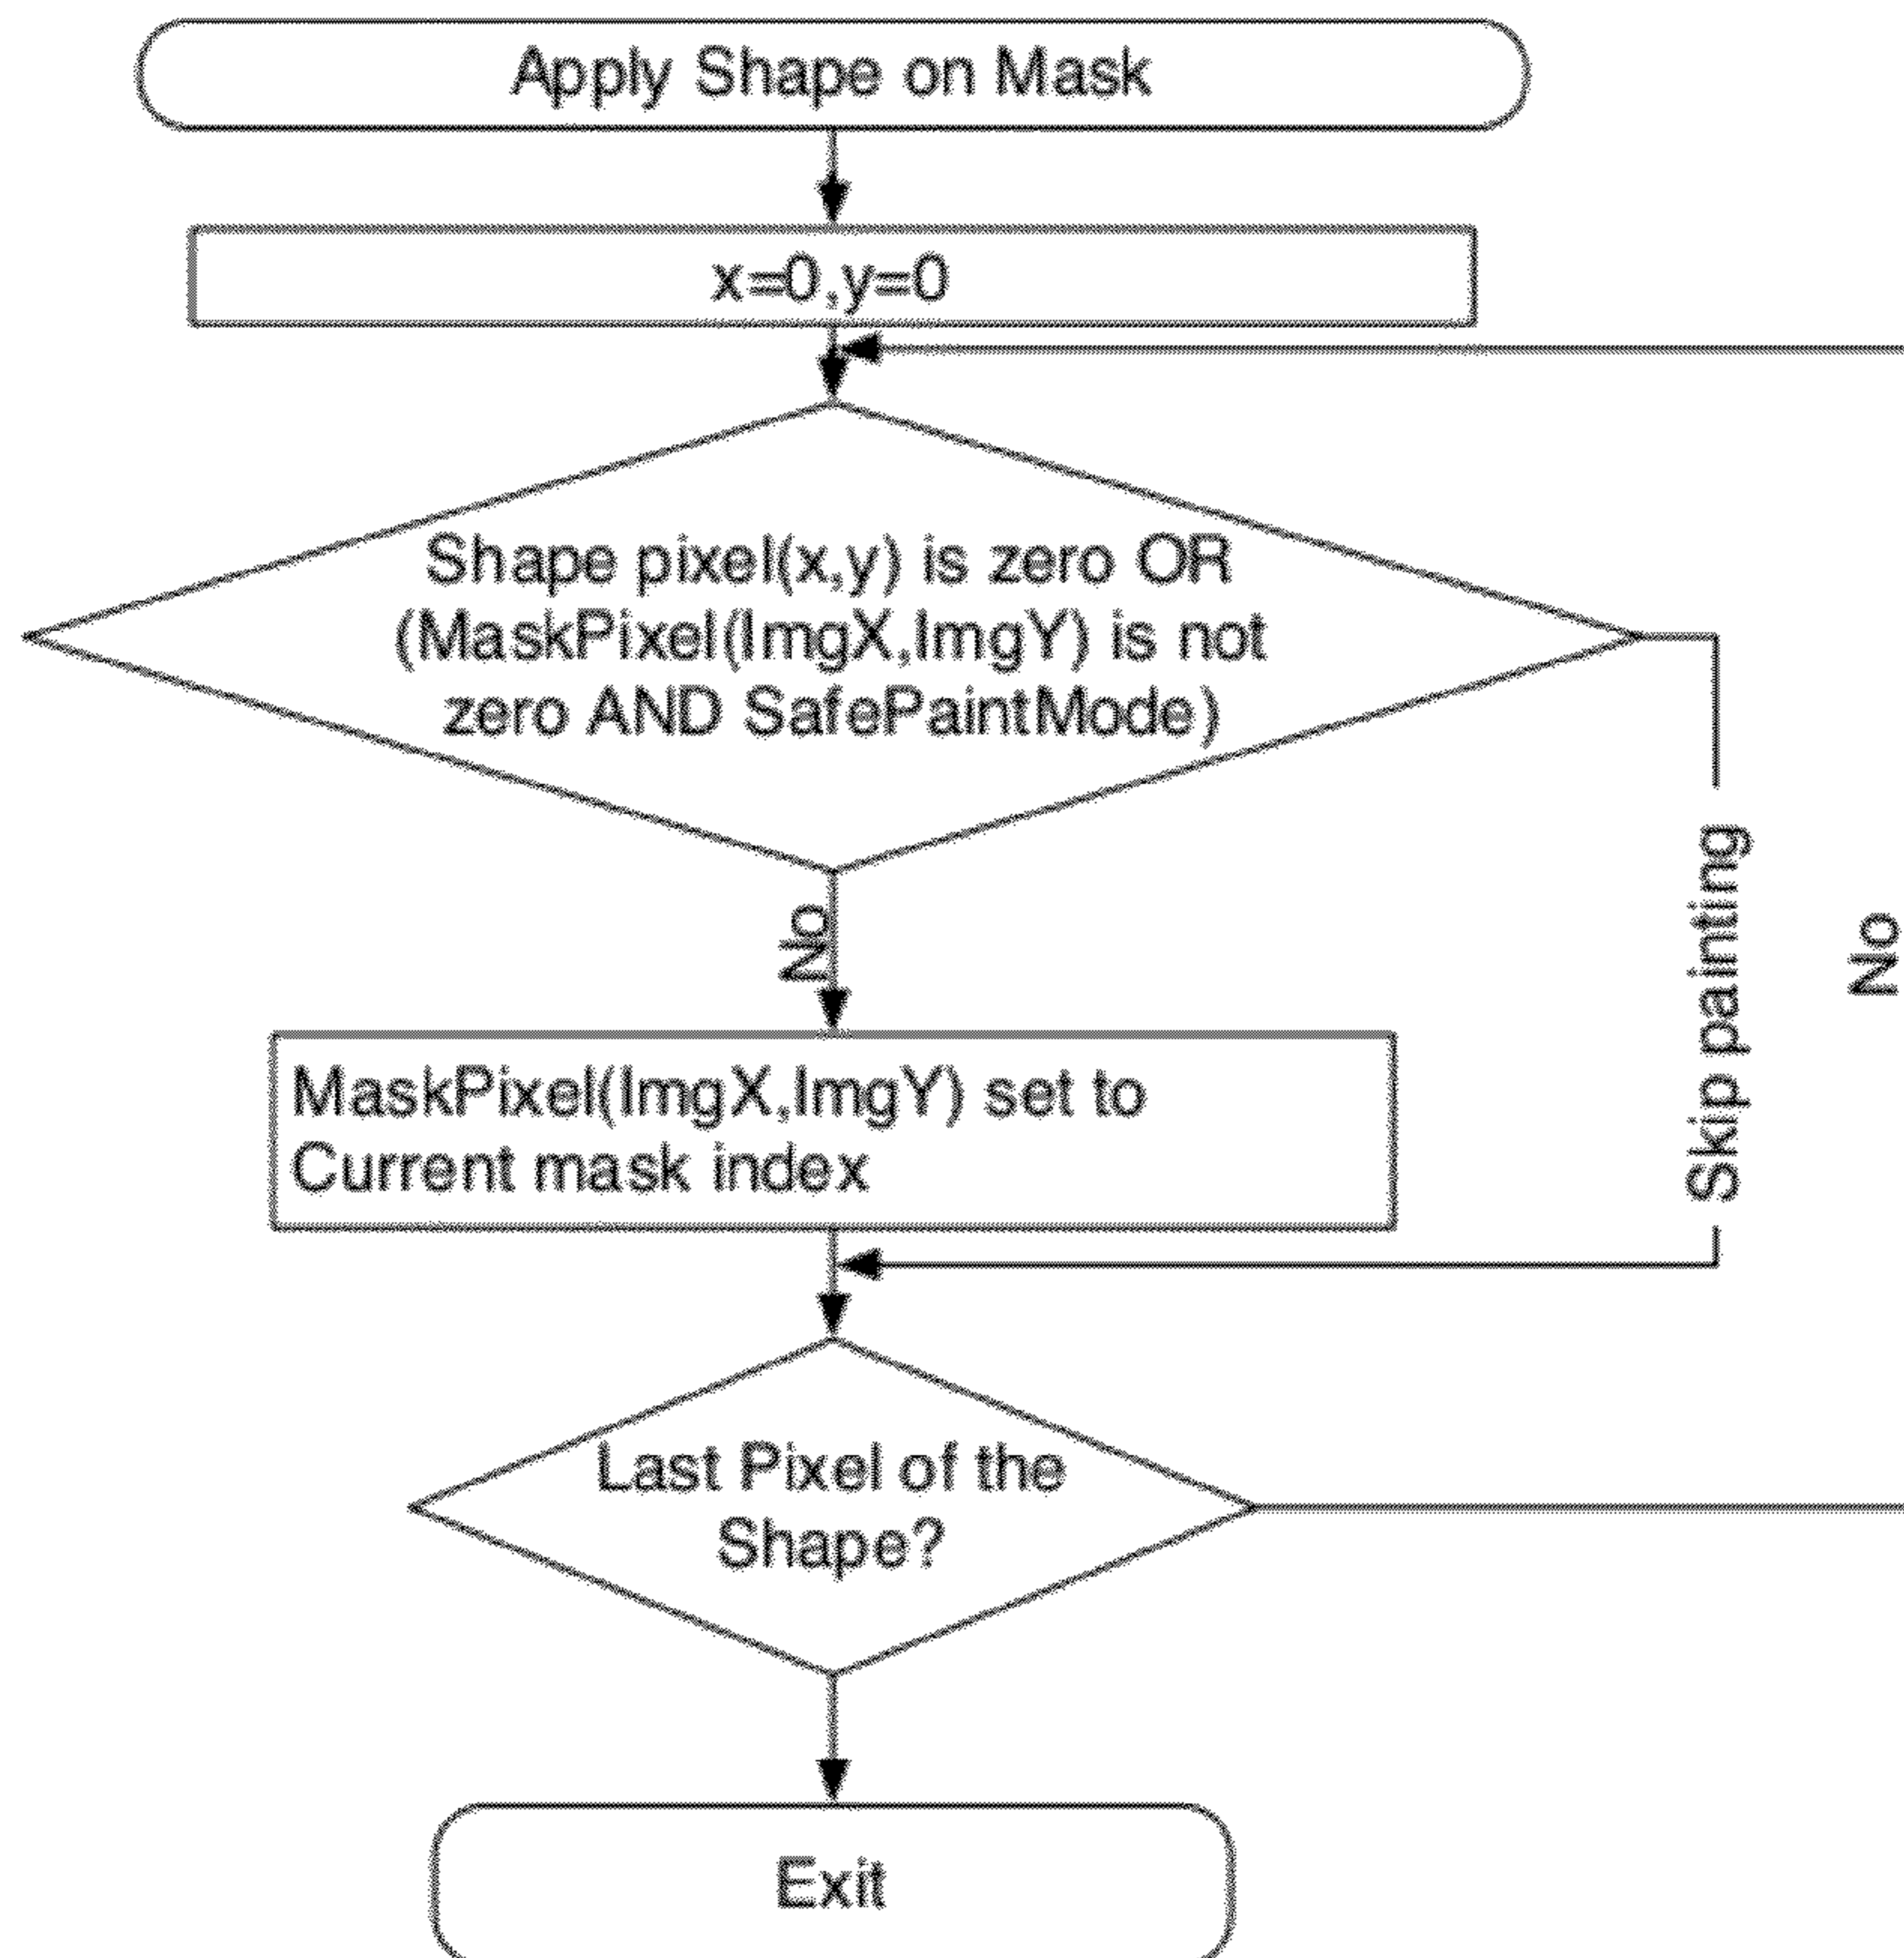 Apply Shape on Mask
x=0,y=0
Shape pixel(x,y) is zero OR
(MaskPixel(ImgX,ImgY) is not
zero AND SafePaintMode)
No
Skip painting
No
MaskPixel(ImgX,ImgY) set to
Current mask index
Last Pixel of the
Shape?
Exit